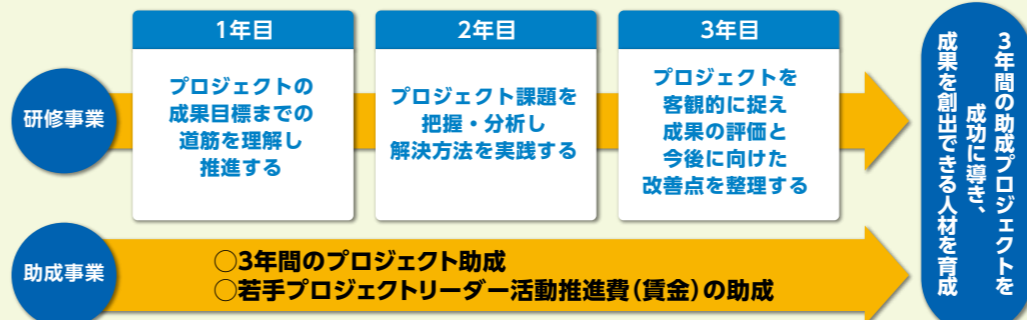 1年目
2年目
3年目
研修事業
プロジェクトの
成果目標までの
道筋を理解し
推進する
プロジェクト課題を
把握・分析し
解決方法を実践する
プロジェクトを
客観的に捉え
成果の評価と
今後に向けた
改善点を整理する
助成事業
○3年間のプロジェクト助成
○若手プロジェクトリーダー活動推進費（賃金）の助成
3年間の助成プロジェクトを
成功に導き、
成果を創出できる人材を育成